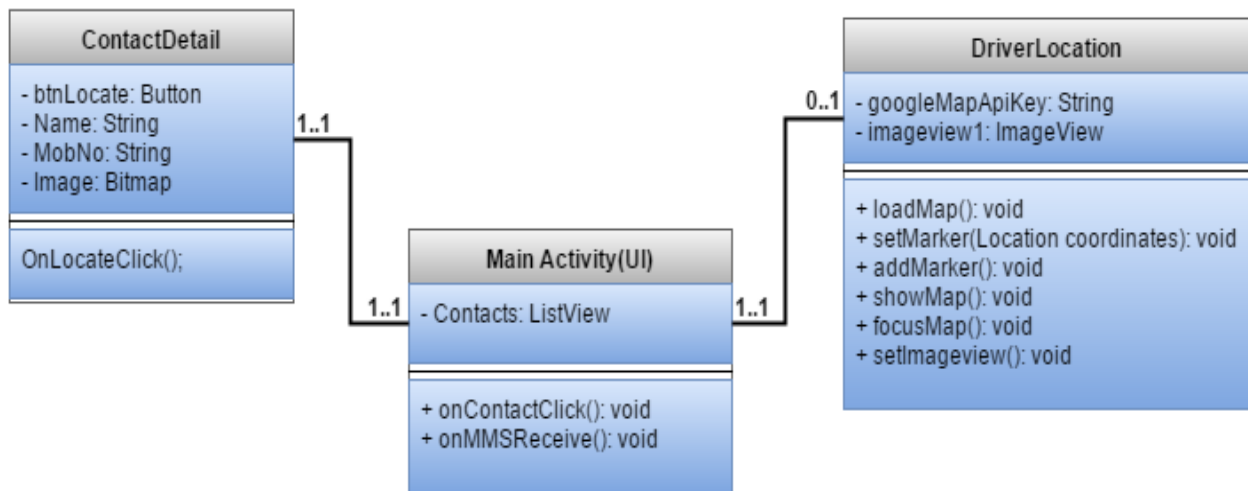 ContactDetail
- btnLocate: Button
- Name: String
- MobNo: String
- Image: Bitmap
OnLocateClick();
1..1
1..1
Main Activity(UI)
- Contacts: ListView
+ onContactClick(): void
+ onMMSReceive(): void
1..1
0..1
DriverLocation
- googleMapApiKey: String
- imageview1: ImageView
+ loadMap(): void
+ setMarker(Location coordinates): void
+ addMarker(): void
+ showMap(): void
+ focusMap(): void
+ setImageview(): void